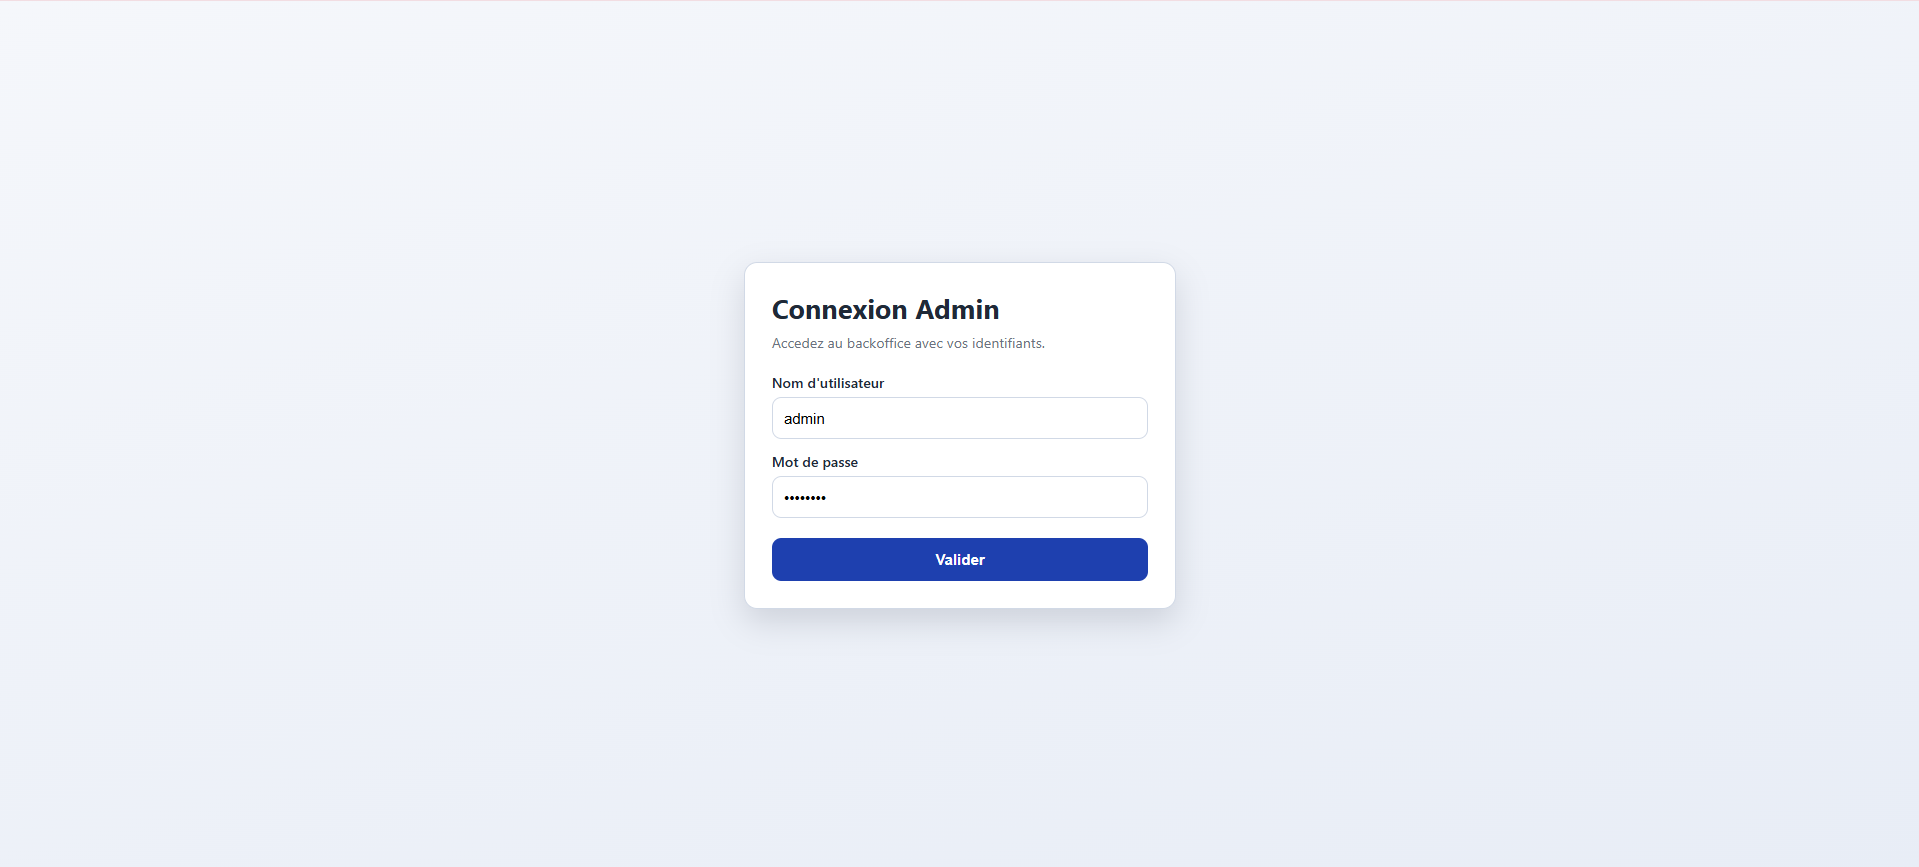 Connexion Admin
Accedez au backoffice avec vos identifiants.
Nom d'utilisateur
admin
Mot de passe
••••••••
Valider